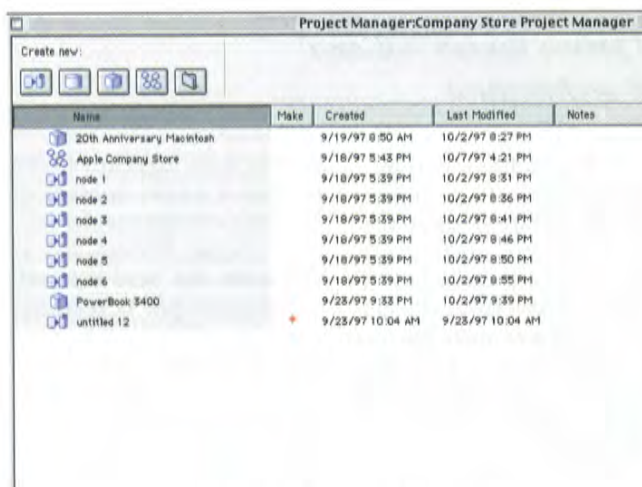 Project Manager:Company Store Project Manager
Create new:
Name Make Created Last Modified Notes
20th Anniversary Macintosh 9/19/97 8:50 AM 10/2/97 8:27 PM
Apple Company Store 9/18/97 5:43 PM 10/7/97 4:21 PM
node 1 9/18/97 5:39 PM 10/2/97 8:31 PM
node 2 9/18/97 5:39 PM 10/2/97 8:36 PM
node 3 9/18/97 5:39 PM 10/2/97 8:41 PM
node 4 9/18/97 5:39 PM 10/2/97 8:46 PM
node 5 9/18/97 5:39 PM 10/2/97 8:50 PM
node 6 9/18/97 5:39 PM 10/2/97 8:55 PM
PowerBook 3400 9/23/97 9:33 PM 10/2/97 9:39 PM
untitled 12 9/23/97 10:04 AM 9/23/97 10:04 AM